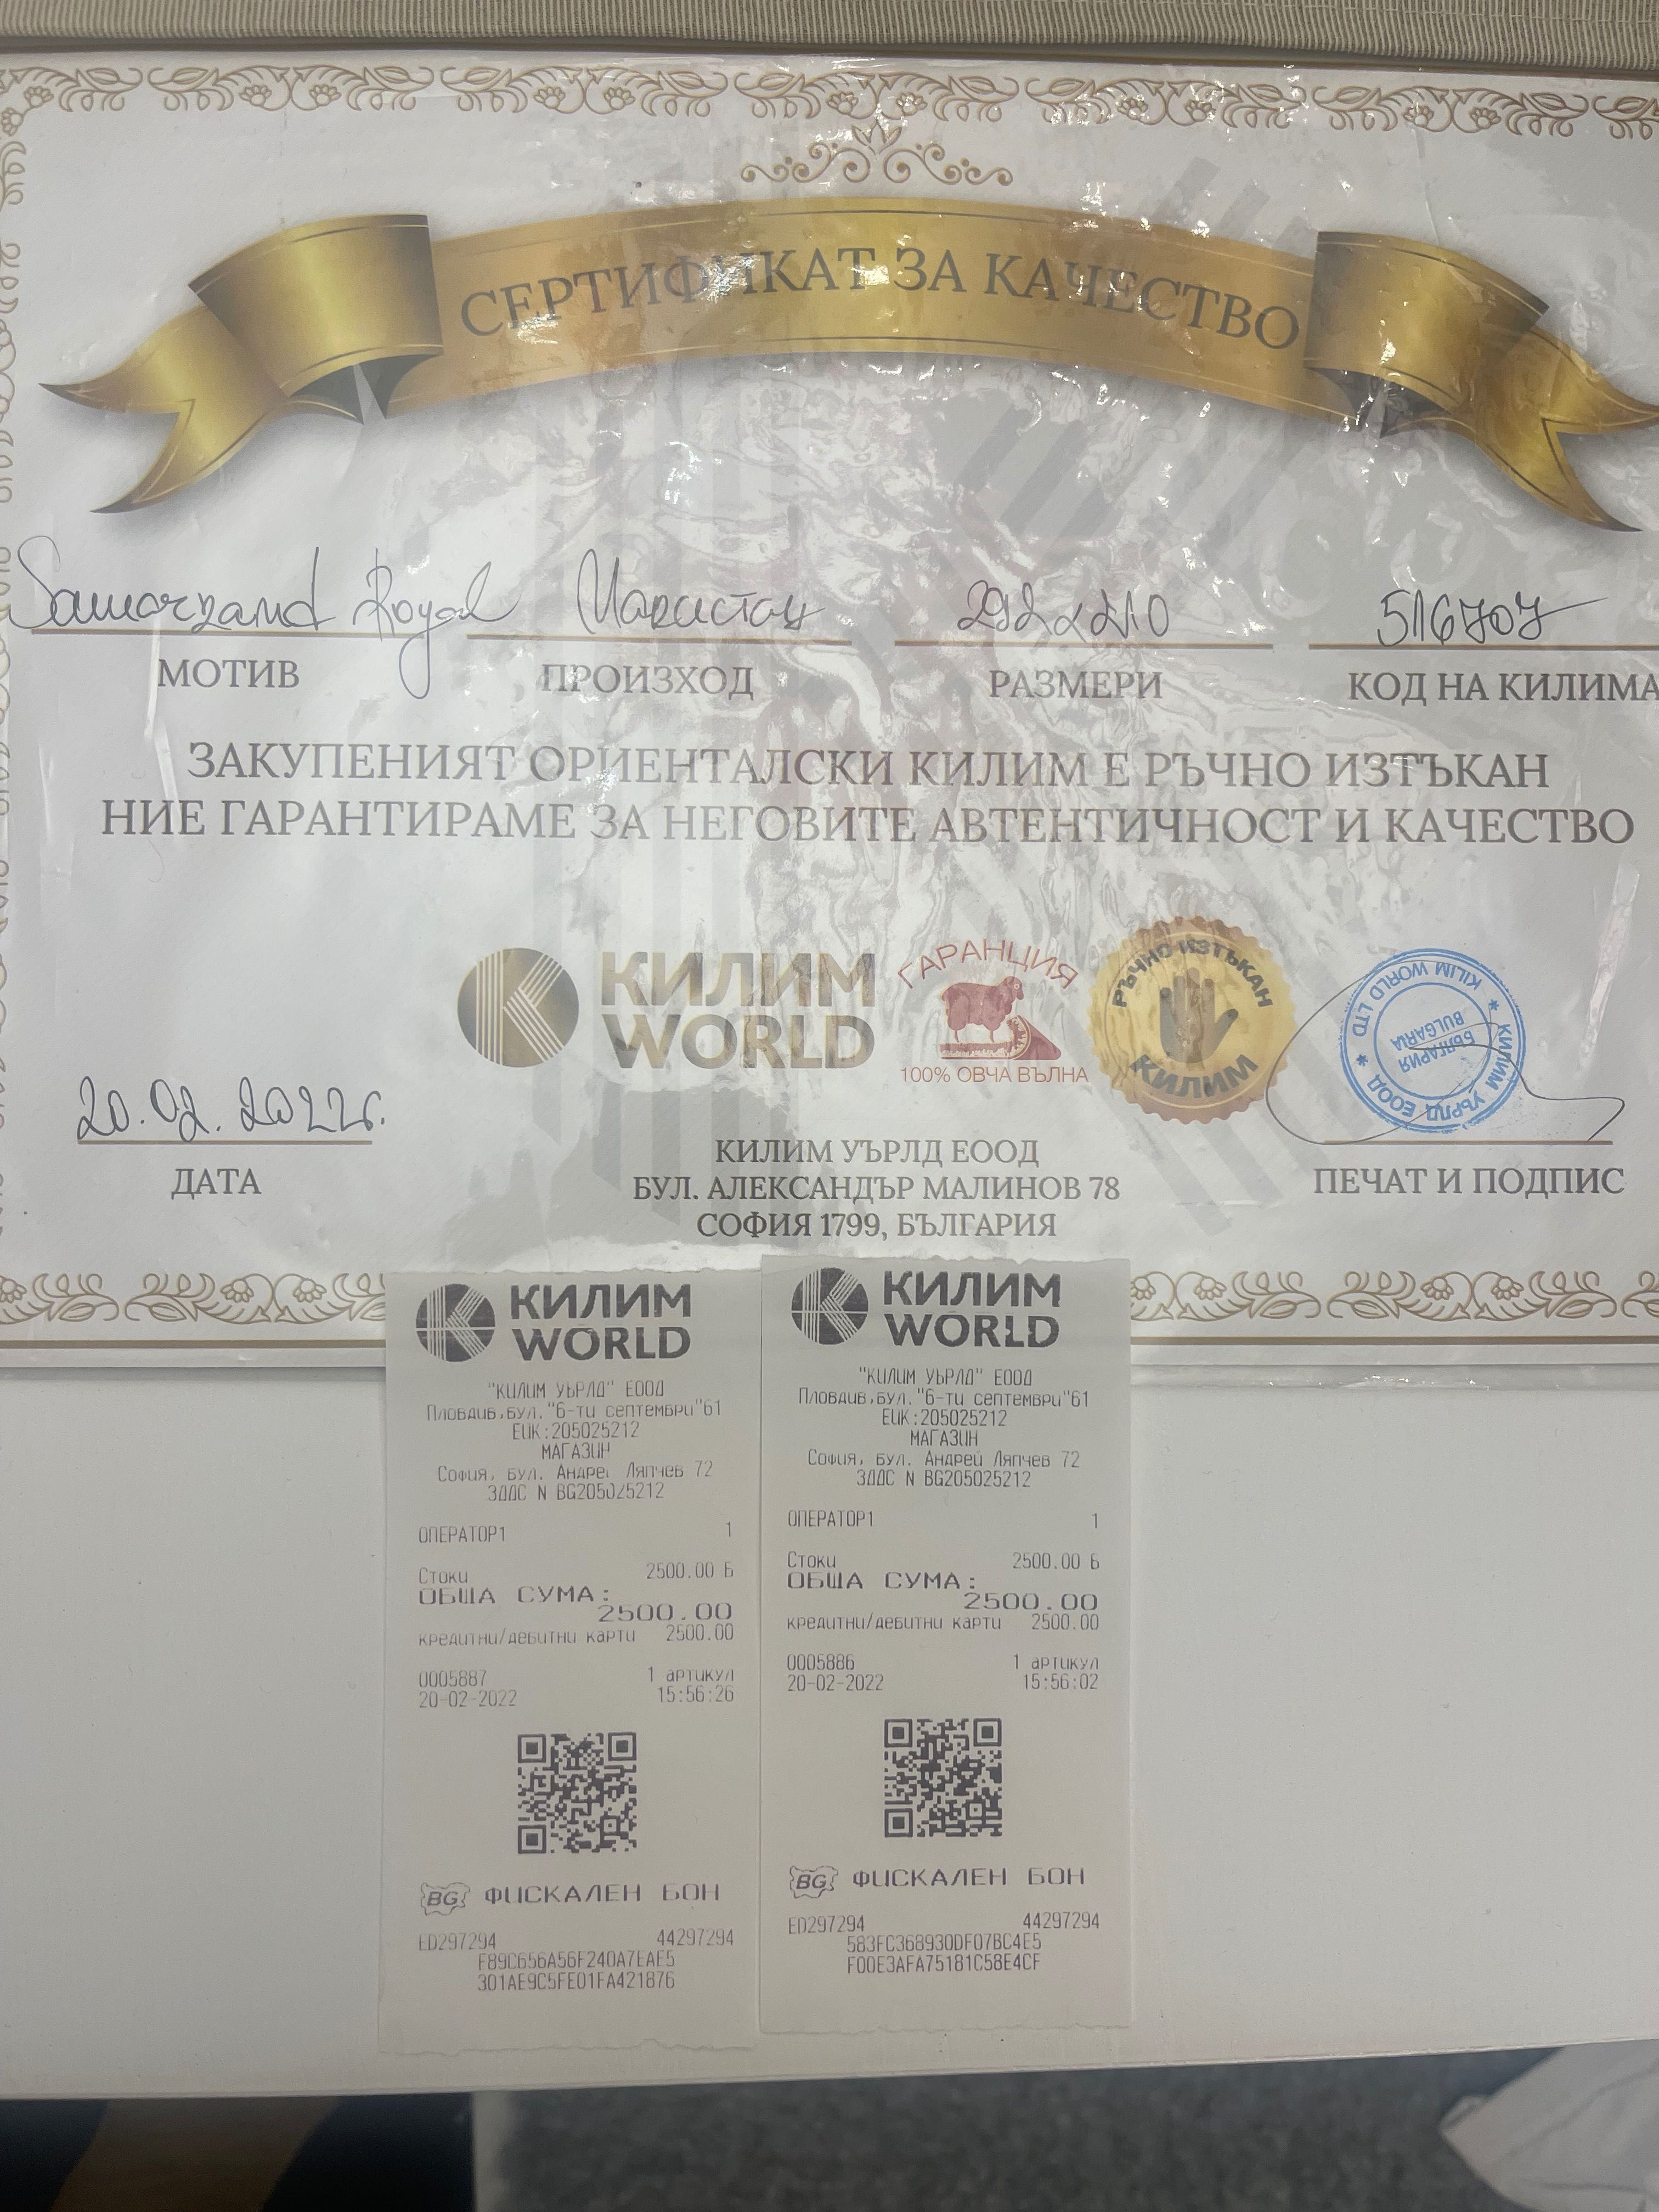 СЕРТИФИКАТ ЗА КАЧЕСТВО
Samarzand Royal Пакистан 292x210 516707
МОТИВ ПРОИЗХОД РАЗМЕРИ КОД НА КИЛИМА
ЗАКУПЕНИЯТ ОРИЕНТАЛСКИ КИЛИМ Е РЪЧНО ИЗТЪКАН
НИЕ ГАРАНТИРАМЕ ЗА НЕГОВИТЕ АВТЕНТИЧНОСТ И КАЧЕСТВО
КИЛИМ
WORLD
ГАРАНЦИЯ
100% ОВЧА ВЪЛНА
РЪЧНО ИЗТЪКАН
КИЛИМ
КИЛИМ УЪРЛД ЕООД * KILIM WORLD LTD *
БЪЛГАРИЯ
BULGARIA
20.02.2022г.
ДАТА
КИЛИМ УЪРЛД ЕООД
БУЛ. АЛЕКСАНДЪР МАЛИНОВ 78
СОФИЯ 1799, БЪЛГАРИЯ
ПЕЧАТ И ПОДПИС
КИЛИМ
WORLD
"КИЛИМ УЪРЛД" ЕООД
Пловдив,бул."6-ти септември"61
ЕИК:205025212
МАГАЗИН
София, бул. Андрей Ляпчев 72
ЗДДС N BG205025212
ОПЕРАТОР1 1
Стоки 2500.00 Б
ОБЩА СУМА:
2500.00
кредитни/дебитни карти 2500.00
0005887 1 артикул
20-02-2022 15:56:26
BG ФИСКАЛЕН БОН
ED297294 44297294
F89C656A56F240A7EAE5
301AE9C5FE01FA421876
КИЛИМ
WORLD
"КИЛИМ УЪРЛД" ЕООД
Пловдив,бул."6-ти септември"61
ЕИК:205025212
МАГАЗИН
София, бул. Андрей Ляпчев 72
ЗДДС N BG205025212
ОПЕРАТОР1 1
Стоки 2500.00 Б
ОБЩА СУМА:
2500.00
кредитни/дебитни карти 2500.00
0005886 1 артикул
20-02-2022 15:56:02
BG ФИСКАЛЕН БОН
ED297294 44297294
583FC368930DF07BC4E5
F00E3AFA75181C58E4CF